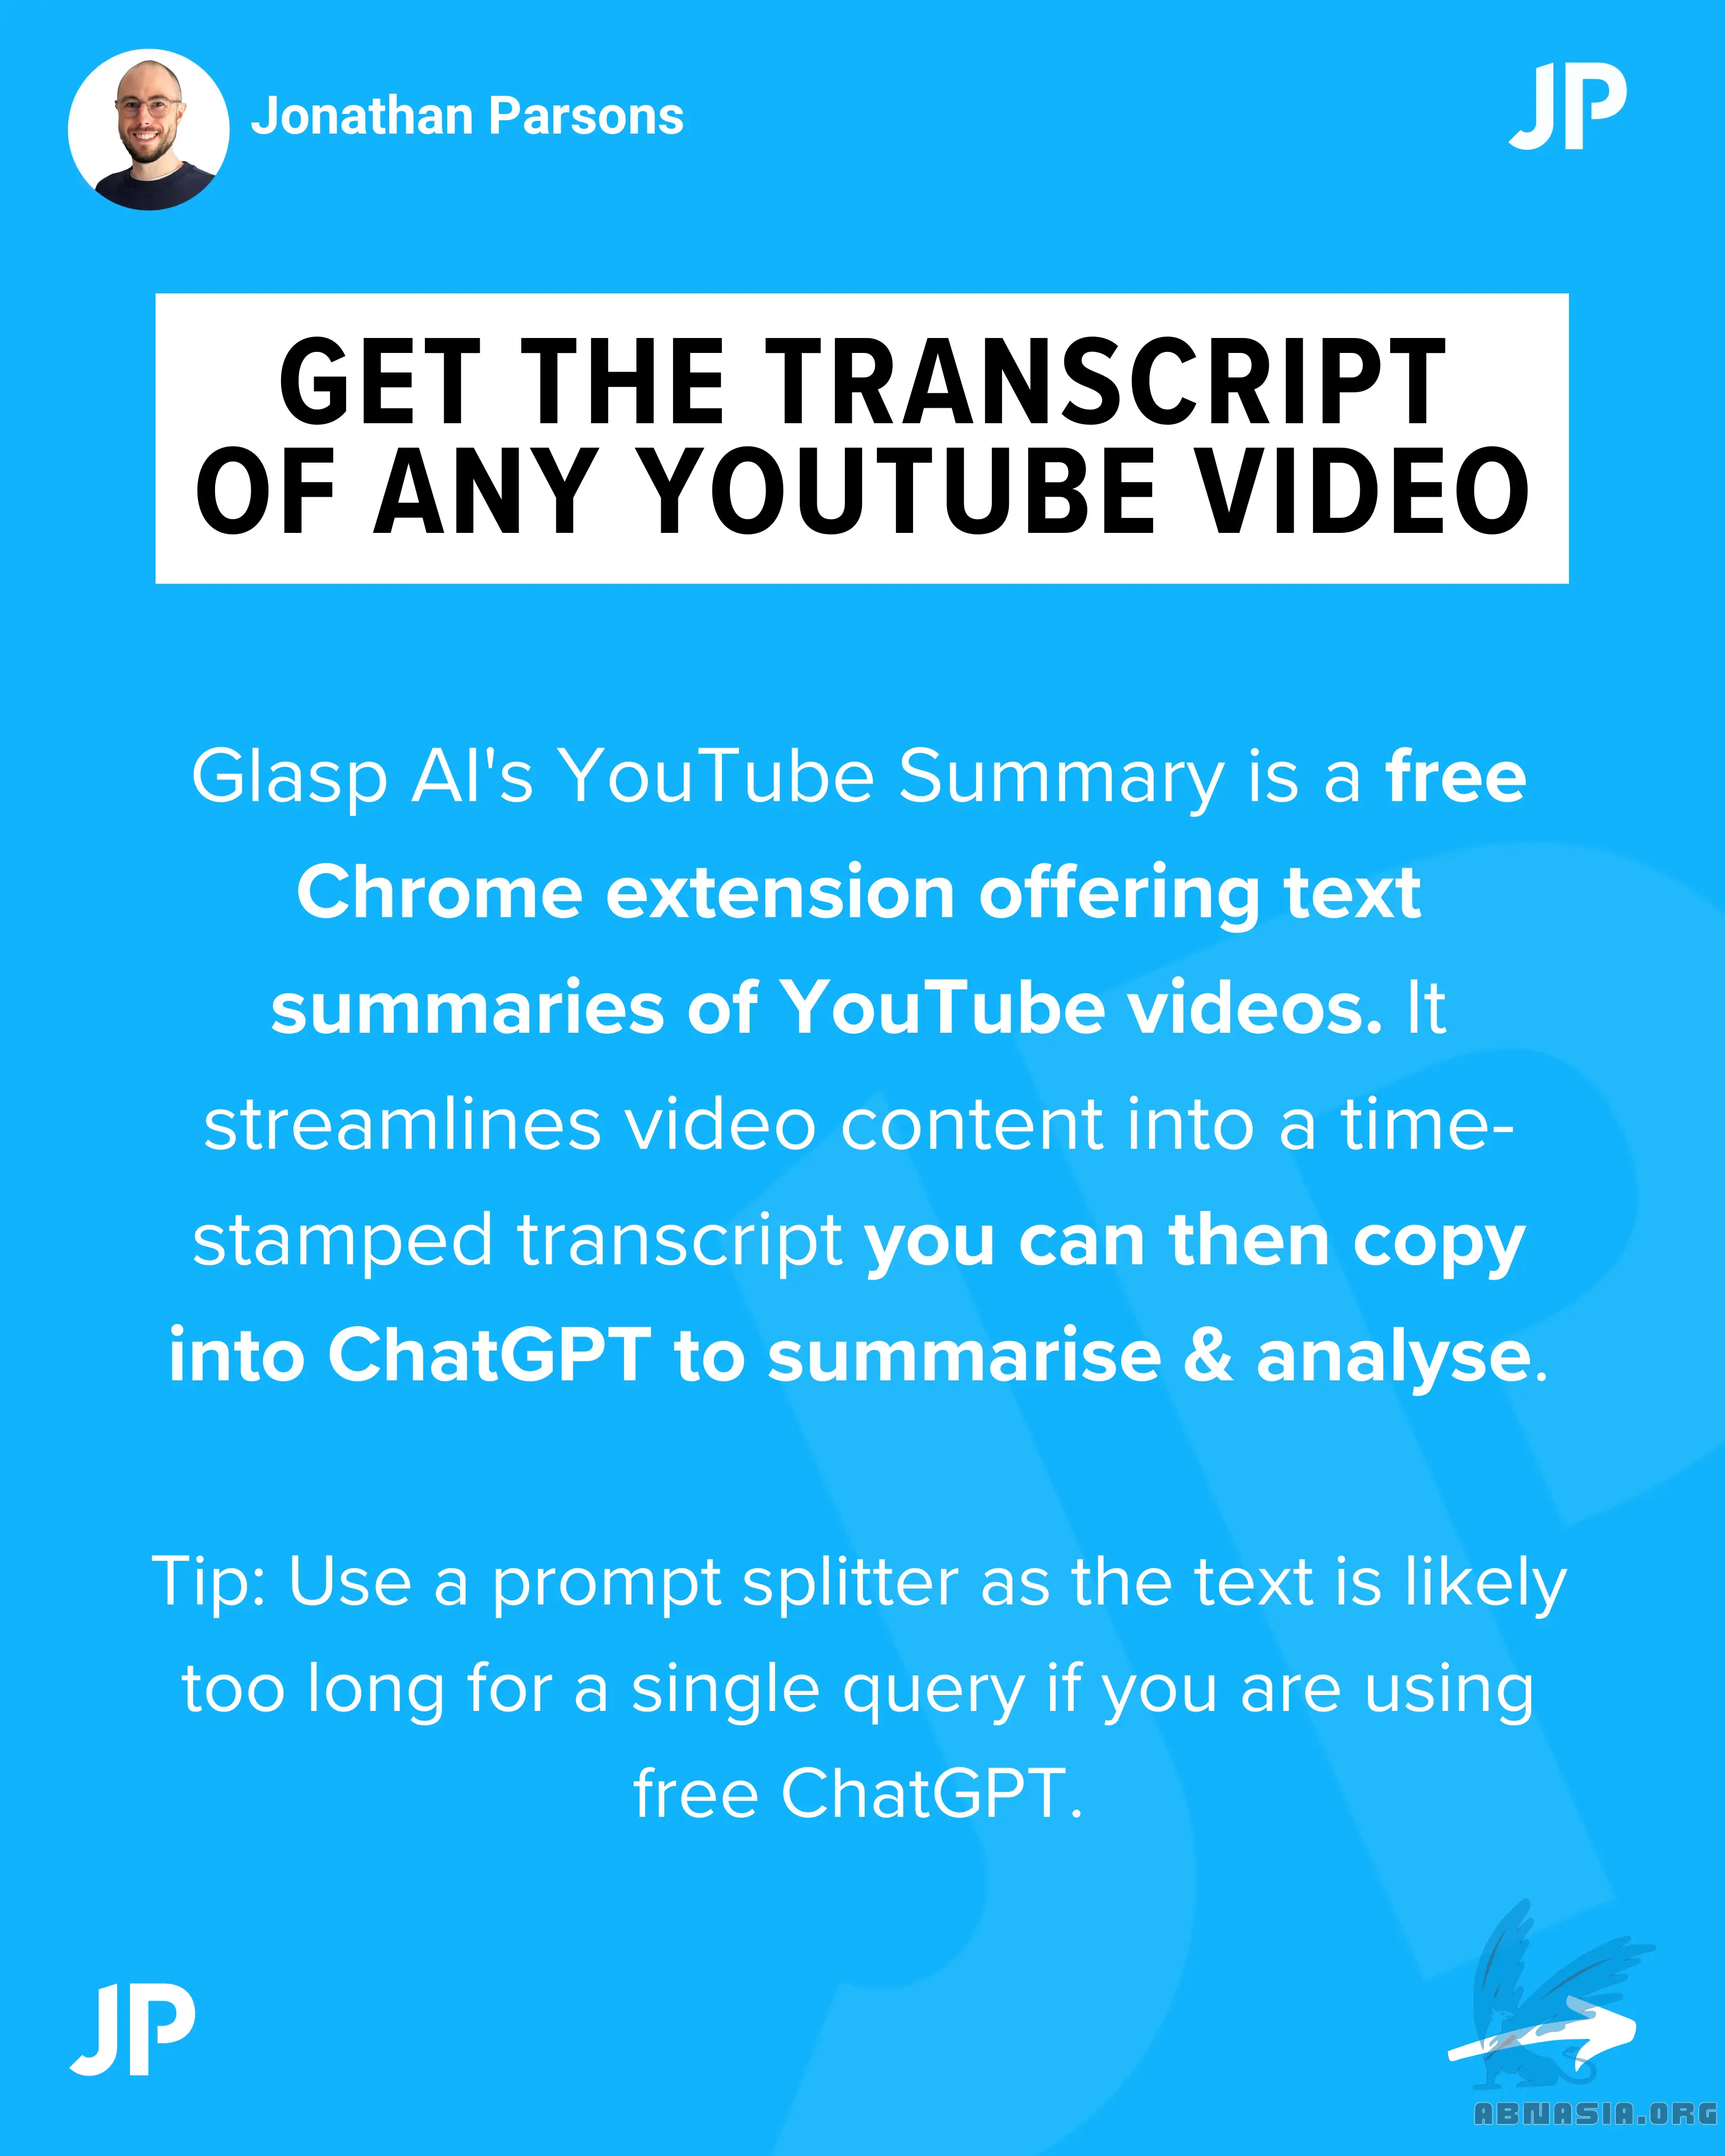 Jonathan Parsons
JP
GET THE TRANSCRIPT
OF ANY YOUTUBE VIDEO
Glasp AI's YouTube Summary is a free
Chrome extension offering text
summaries of YouTube videos. It
streamlines video content into a time-
stamped transcript you can then copy
into ChatGPT to summarise & analyse.
Tip: Use a prompt splitter as the text is likely
too long for a single query if you are using
free ChatGPT.
JP
ABNASIA.ORG